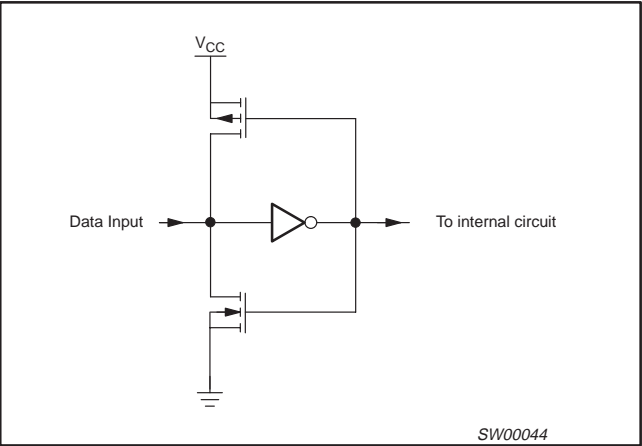 VCC
Data Input
To internal circuit
SW00044